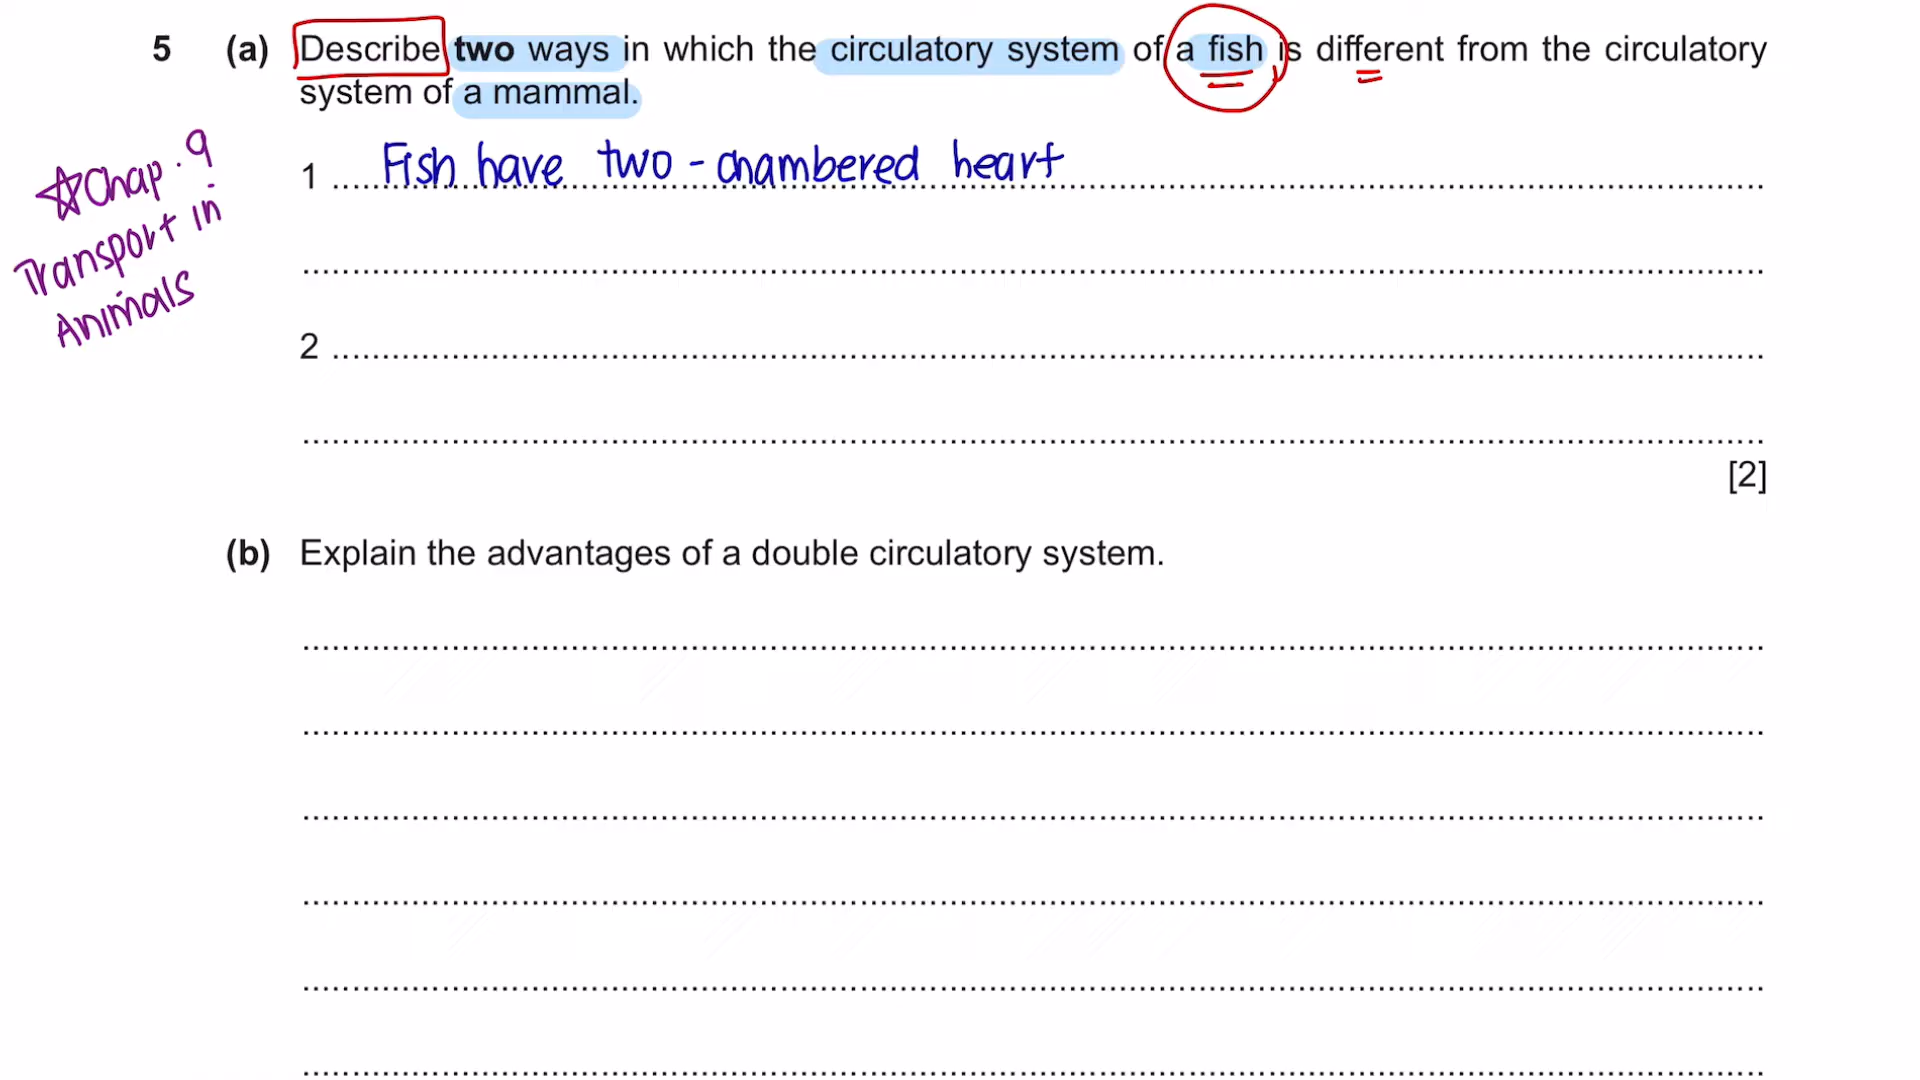 5 (a) Describe two ways in which the circulatory system of a fish is different from the circulatory
system of a mammal.
☆Chap. 9
Transport in
Animals
1 Fish have two-chambered heart
2
[2]
(b) Explain the advantages of a double circulatory system.